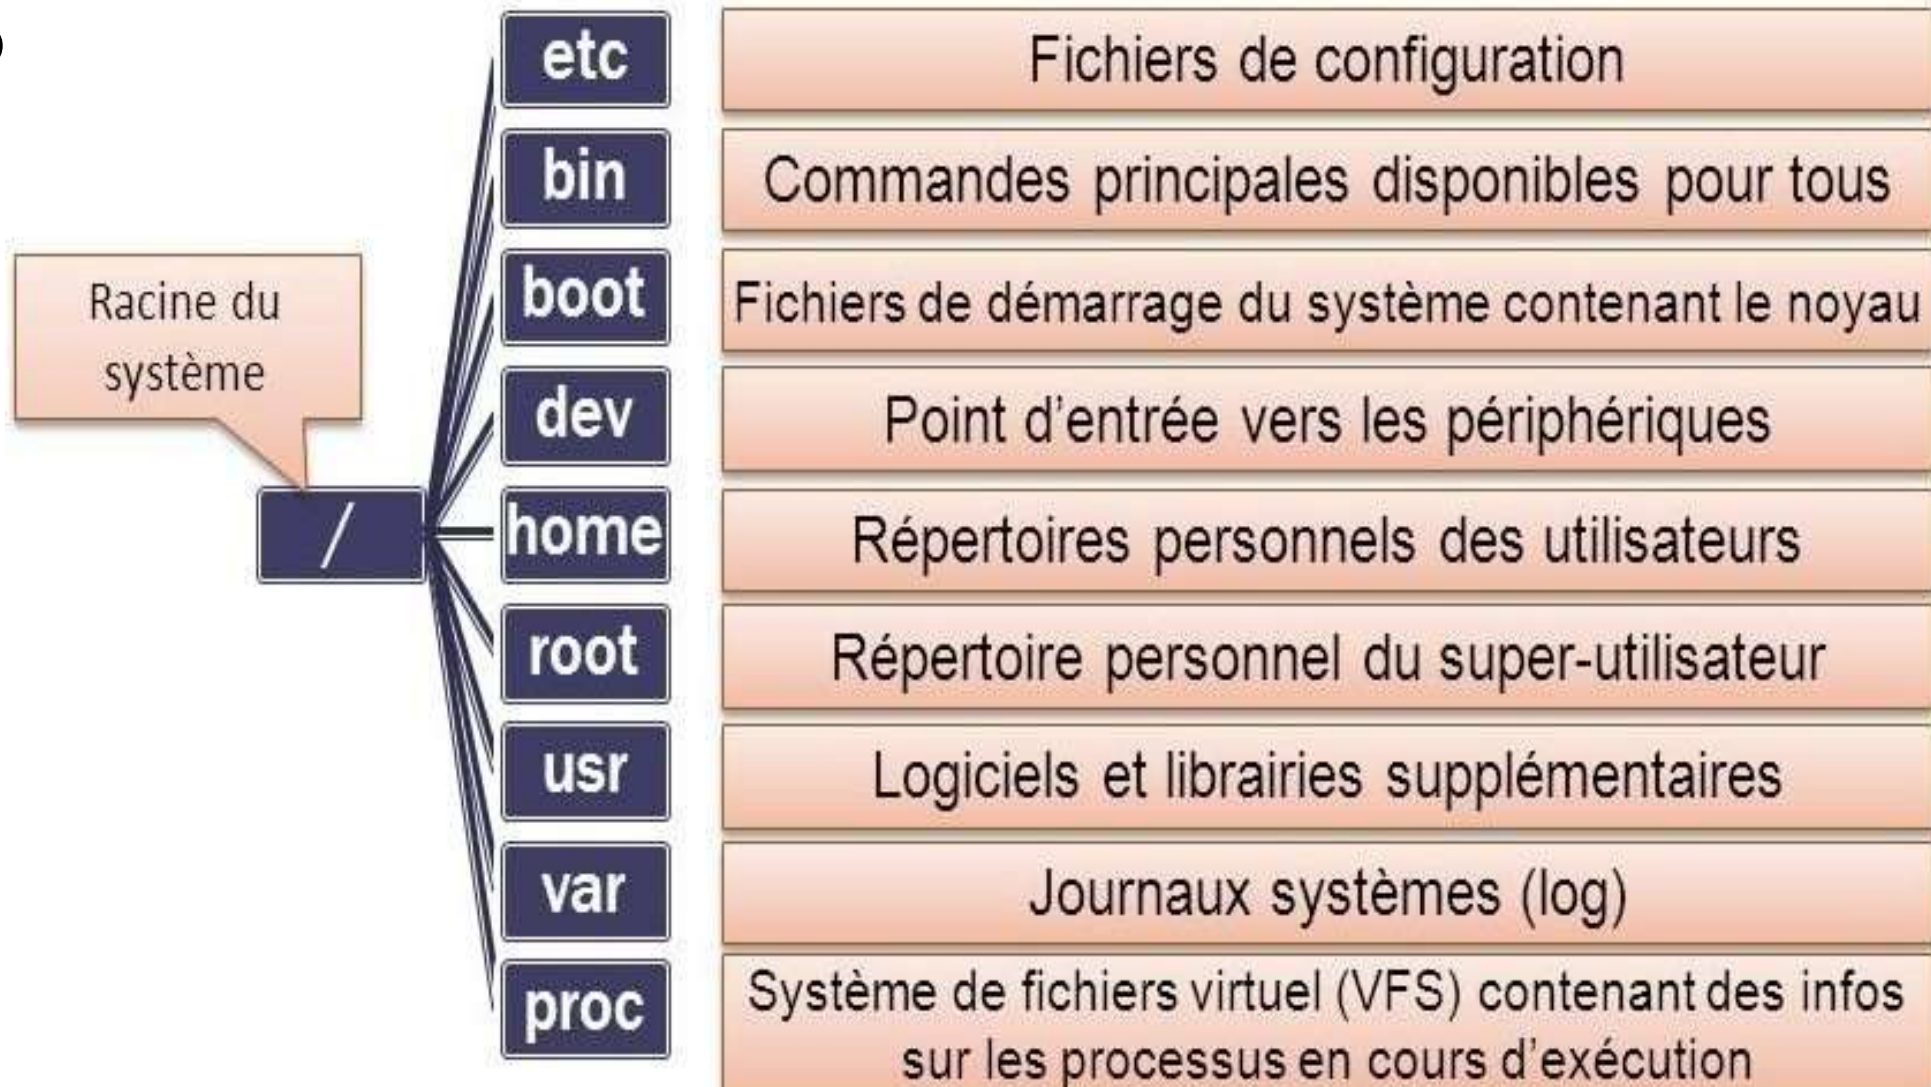 )
etc
Fichiers de configuration
bin
Commandes principales disponibles pour tous
boot
Fichiers de démarrage du système contenant le noyau
Racine du
système
dev
Point d'entrée vers les périphériques
/
home
Répertoires personnels des utilisateurs
root
Répertoire personnel du super-utilisateur
usr
Logiciels et librairies supplémentaires
var
Journaux systèmes (log)
proc
Système de fichiers virtuel (VFS) contenant des infos
sur les processus en cours d'exécution